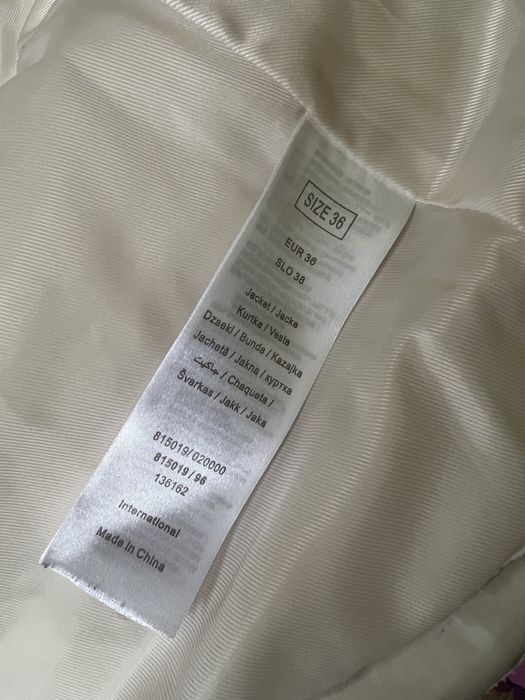 SIZE 36
EUR 36
SLO 38
Jacket / Jacke
Kurtka / Veste
Dzseki / Bunda / Kazajka
Jachetă / Jakna / куртка
جاكيت / Chaqueta /
Švarkas / Jakk / Jaka
815019/020000
815019 / 96
136162
International
Made in China